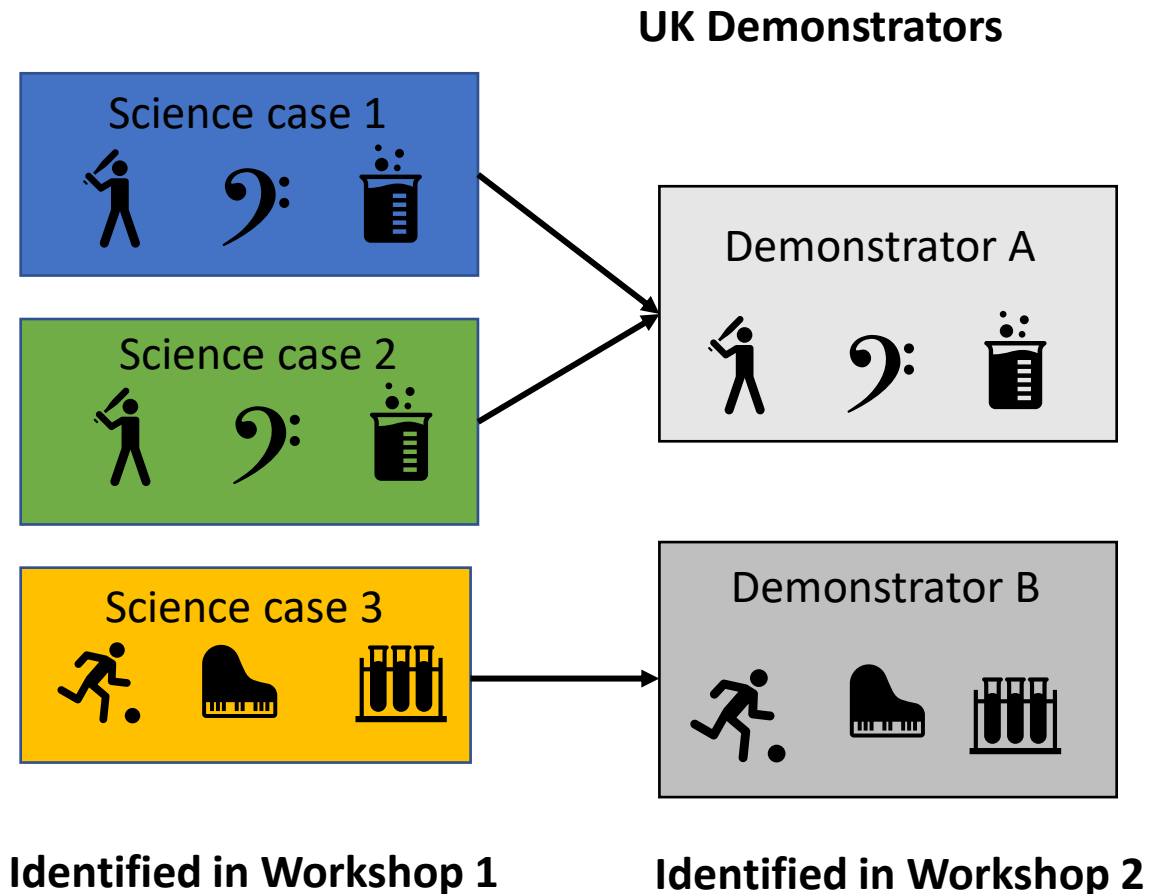 UK Demonstrators
Science case 1
Science case 2
Science case 3
Demonstrator A
Demonstrator B
Identified in Workshop 1
Identified in Workshop 2